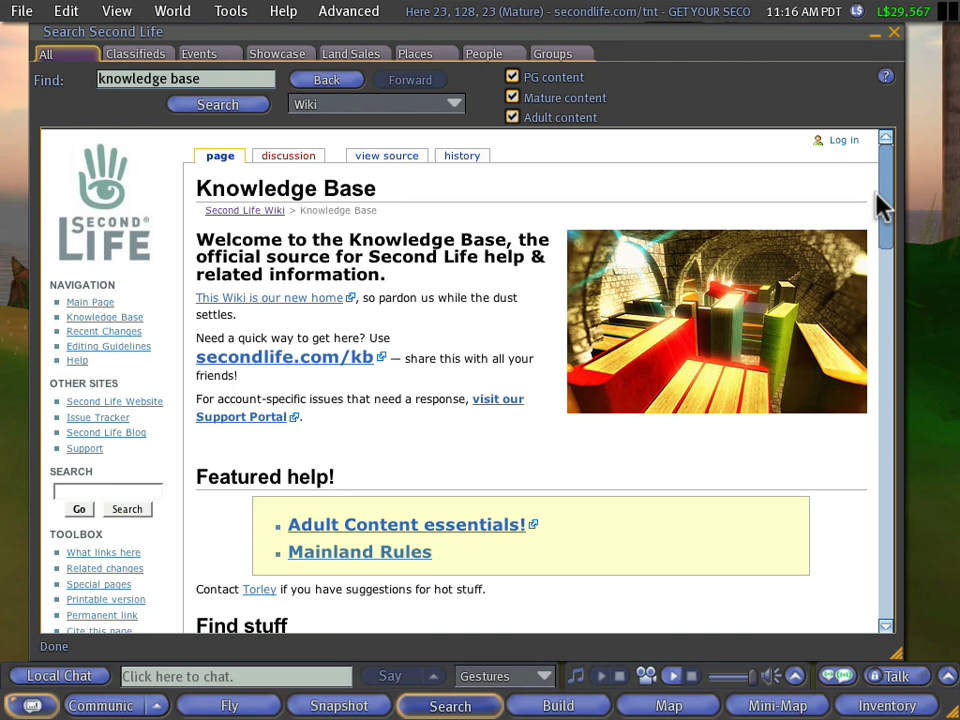 File Edit View World Tools Help Advanced Here 23, 128, 23 (Mature) - secondlife.com/tnt - GET YOUR SECO 11:16 AM PDT L$ L$29,567
Search Second Life
All Classifieds Events Showcase Land Sales Places People Groups
Find: knowledge base Back Forward
Search Wiki
PG content
Mature content
Adult content
?
SECOND LIFE
page discussion view source history
Log in
Knowledge Base
Second Life Wiki > Knowledge Base
Welcome to the Knowledge Base, the
official source for Second Life help &
related information.
This Wiki is our new home, so pardon us while the dust
settles.
Need a quick way to get here? Use
secondlife.com/kb — share this with all your
friends!
For account-specific issues that need a response, visit our
Support Portal.
Featured help!
Adult Content essentials!
Mainland Rules
Contact Torley if you have suggestions for hot stuff.
Find stuff
NAVIGATION
Main Page
Knowledge Base
Recent Changes
Editing Guidelines
Help
OTHER SITES
Second Life Website
Issue Tracker
Second Life Blog
Support
SEARCH
Go Search
TOOLBOX
What links here
Related changes
Special pages
Printable version
Permanent link
Cite this page
Done
Local Chat Click here to chat. Say Gestures Talk
Communic Fly Snapshot Search Build Map Mini-Map Inventory